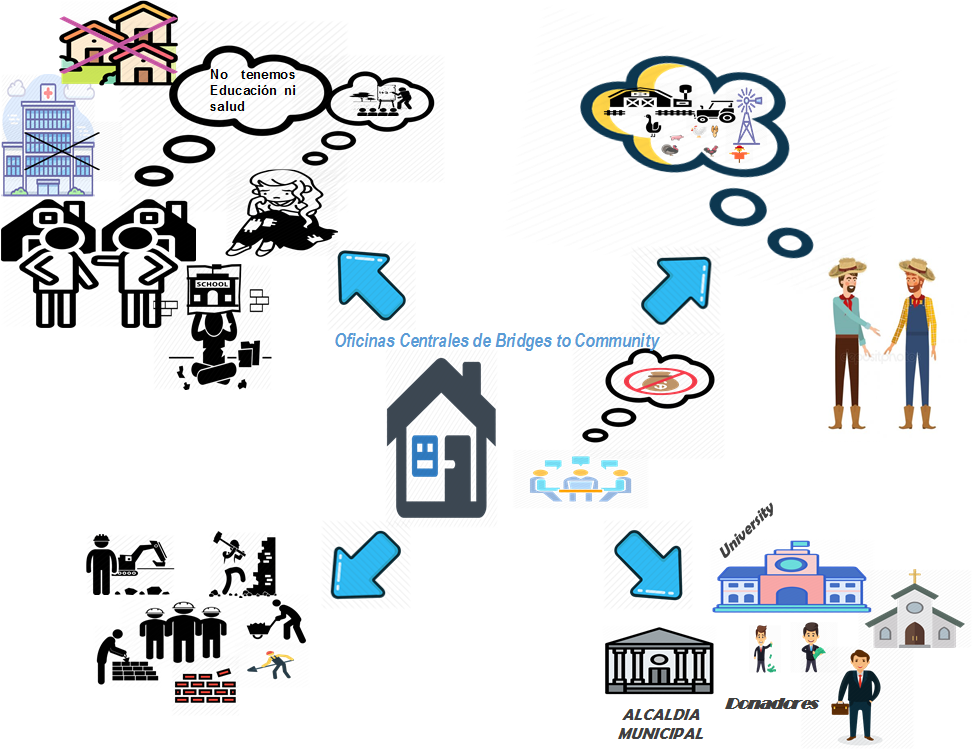 No tenemos
Educación ni
salud
SCHOOL
Oficinas Centrales de Bridges to Community
University
ALCALDIA
MUNICIPAL
Donadores